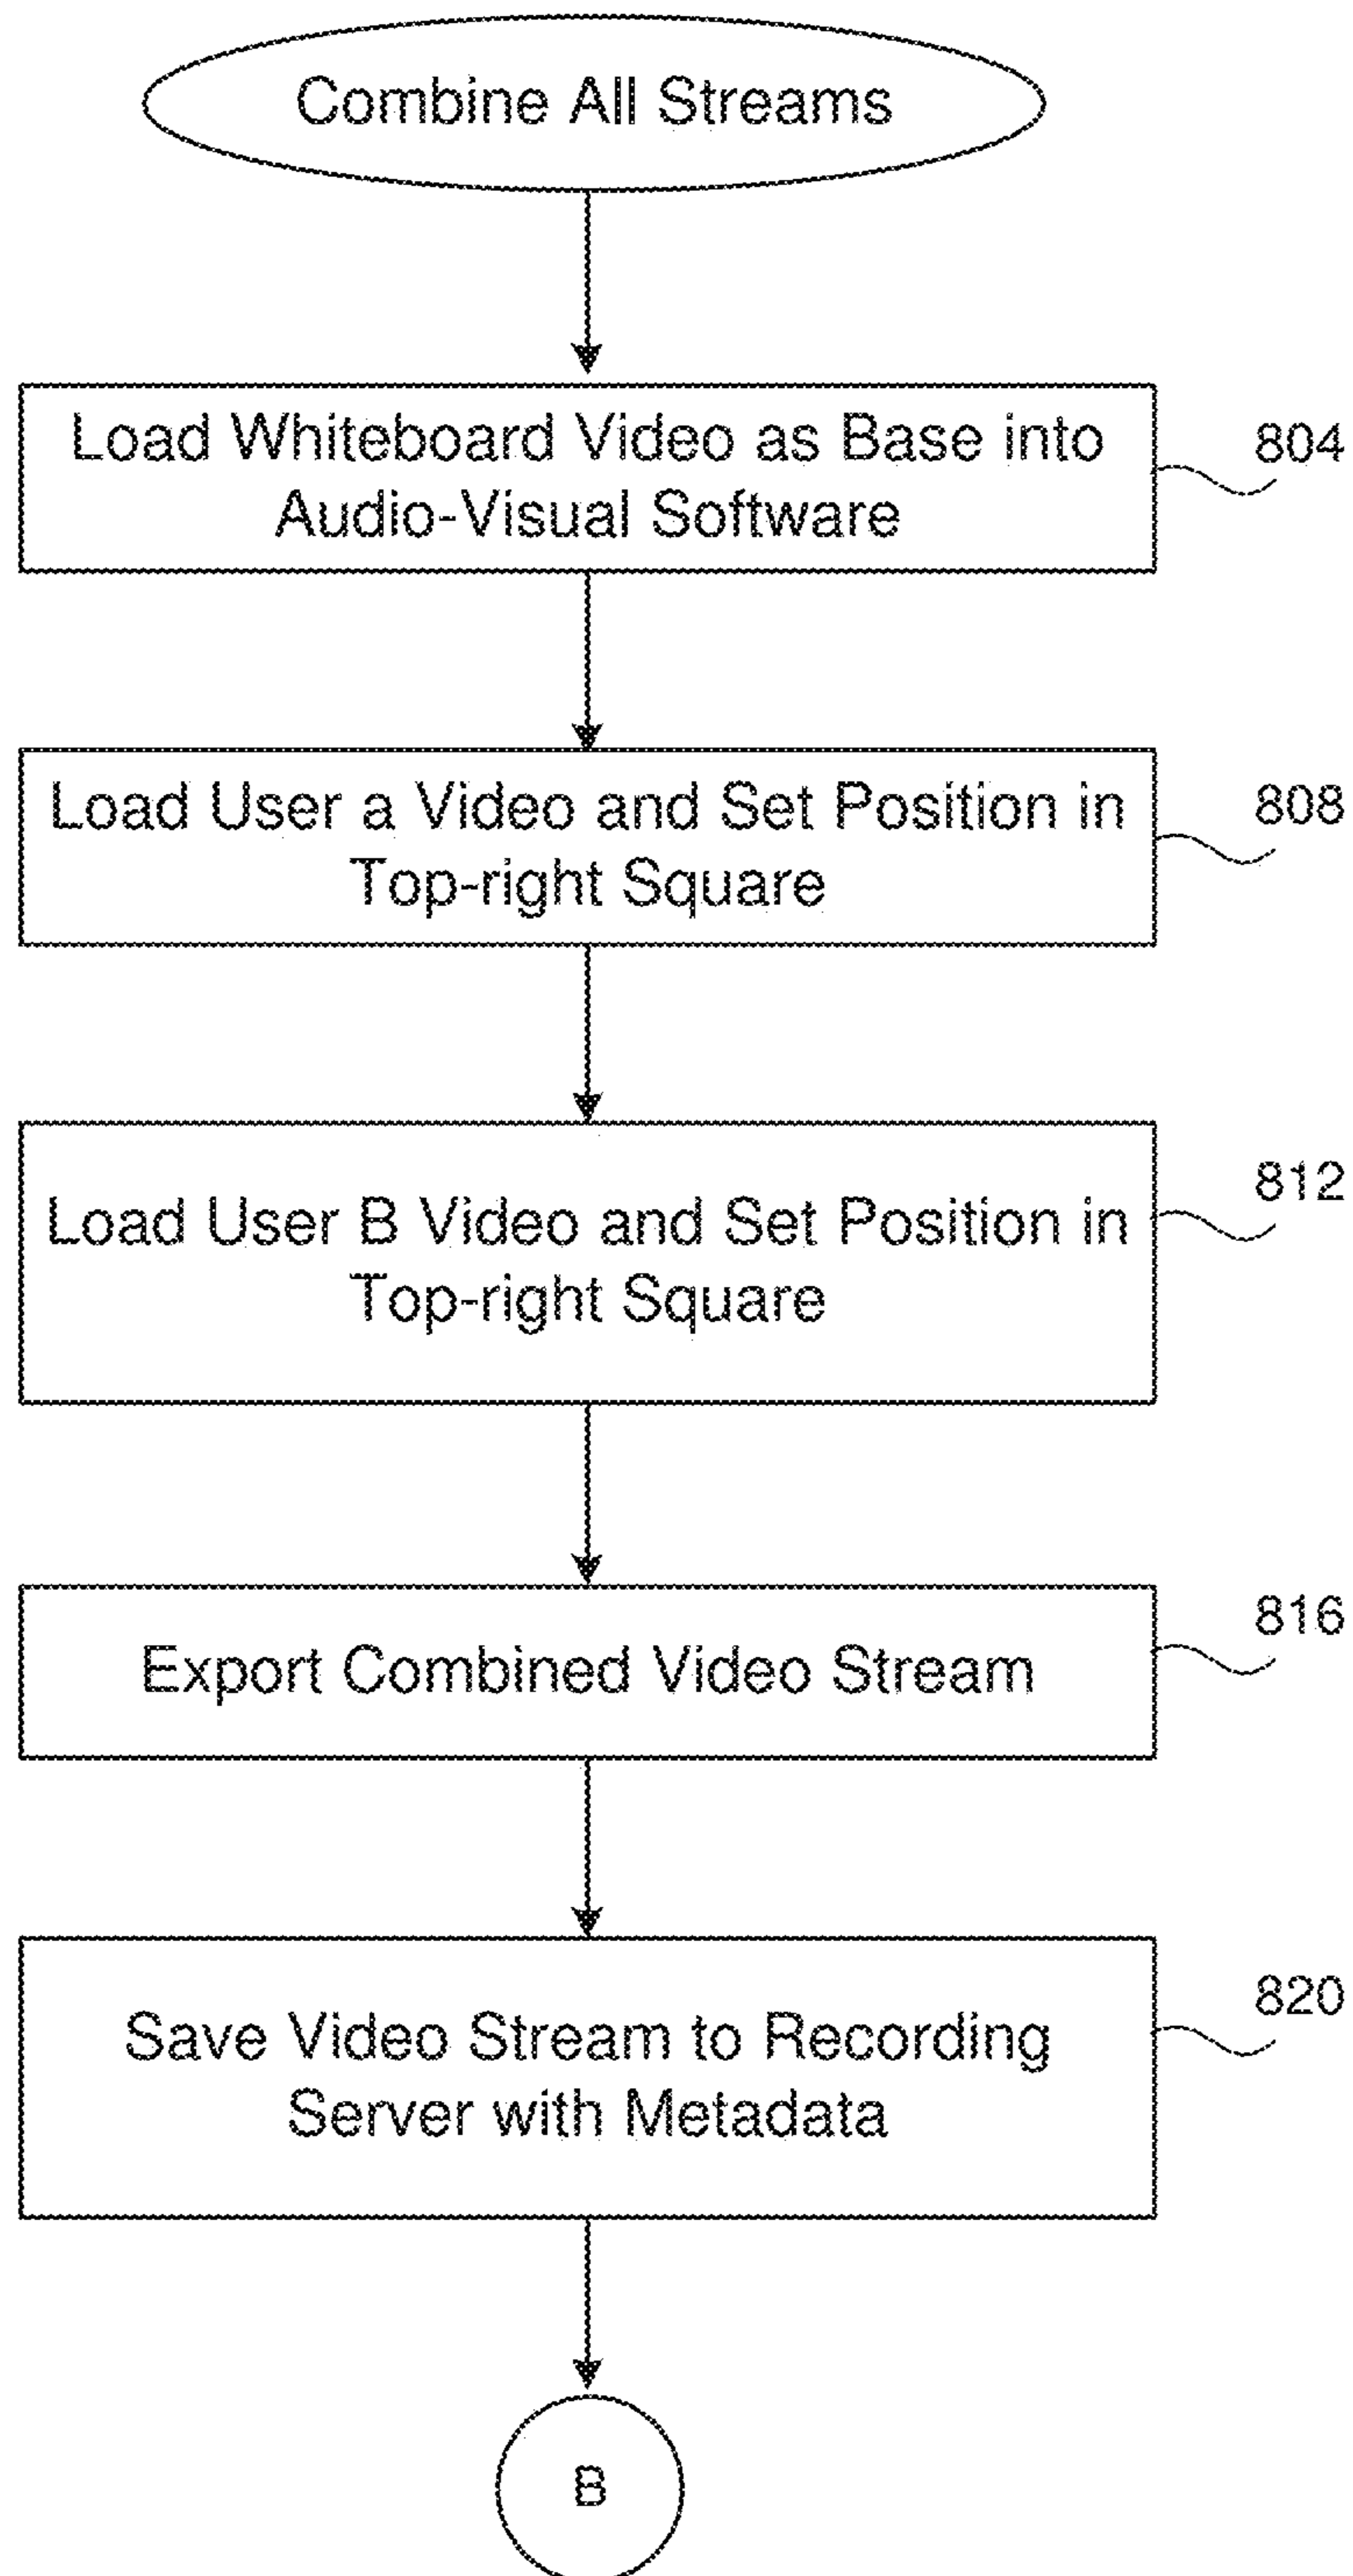 Combine All Streams
Load Whiteboard Video as Base into
Audio-Visual Software
804
Load User a Video and Set Position in
Top-right Square
808
Load User B Video and Set Position in
Top-right Square
812
Export Combined Video Stream
816
Save Video Stream to Recording
Server with Metadata
820
B